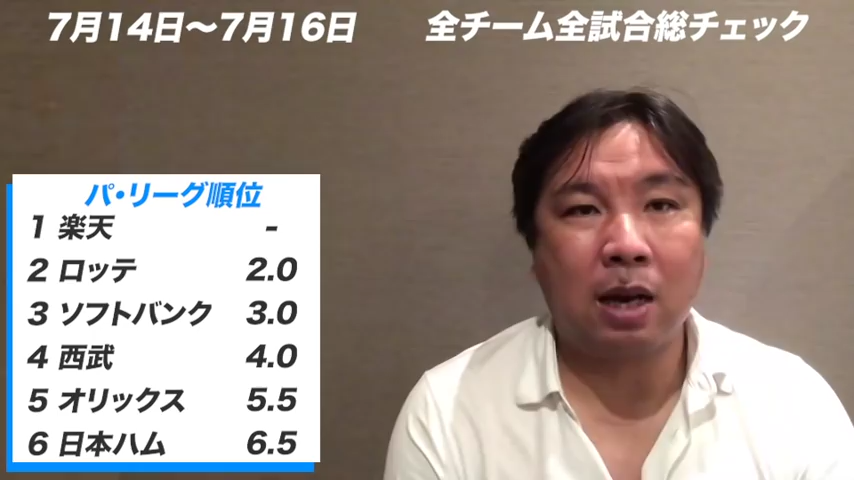 7月14日〜7月16日 全チーム全試合総チェック
パ・リーグ順位
1 楽天 -
2 ロッテ 2.0
3 ソフトバンク 3.0
4 西武 4.0
5 オリックス 5.5
6 日本ハム 6.5